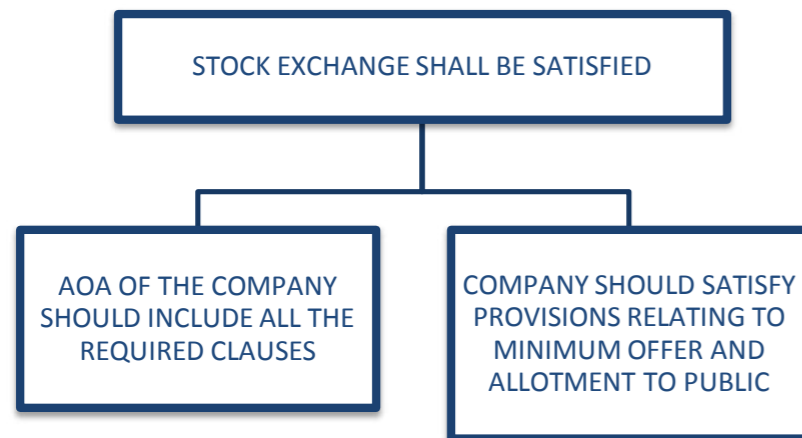 STOCK EXCHANGE SHALL BE SATISFIED
AOA OF THE COMPANY
SHOULD INCLUDE ALL THE
REQUIRED CLAUSES
COMPANY SHOULD SATISFY
PROVISIONS RELATING TO
MINIMUM OFFER AND
ALLOTMENT TO PUBLIC